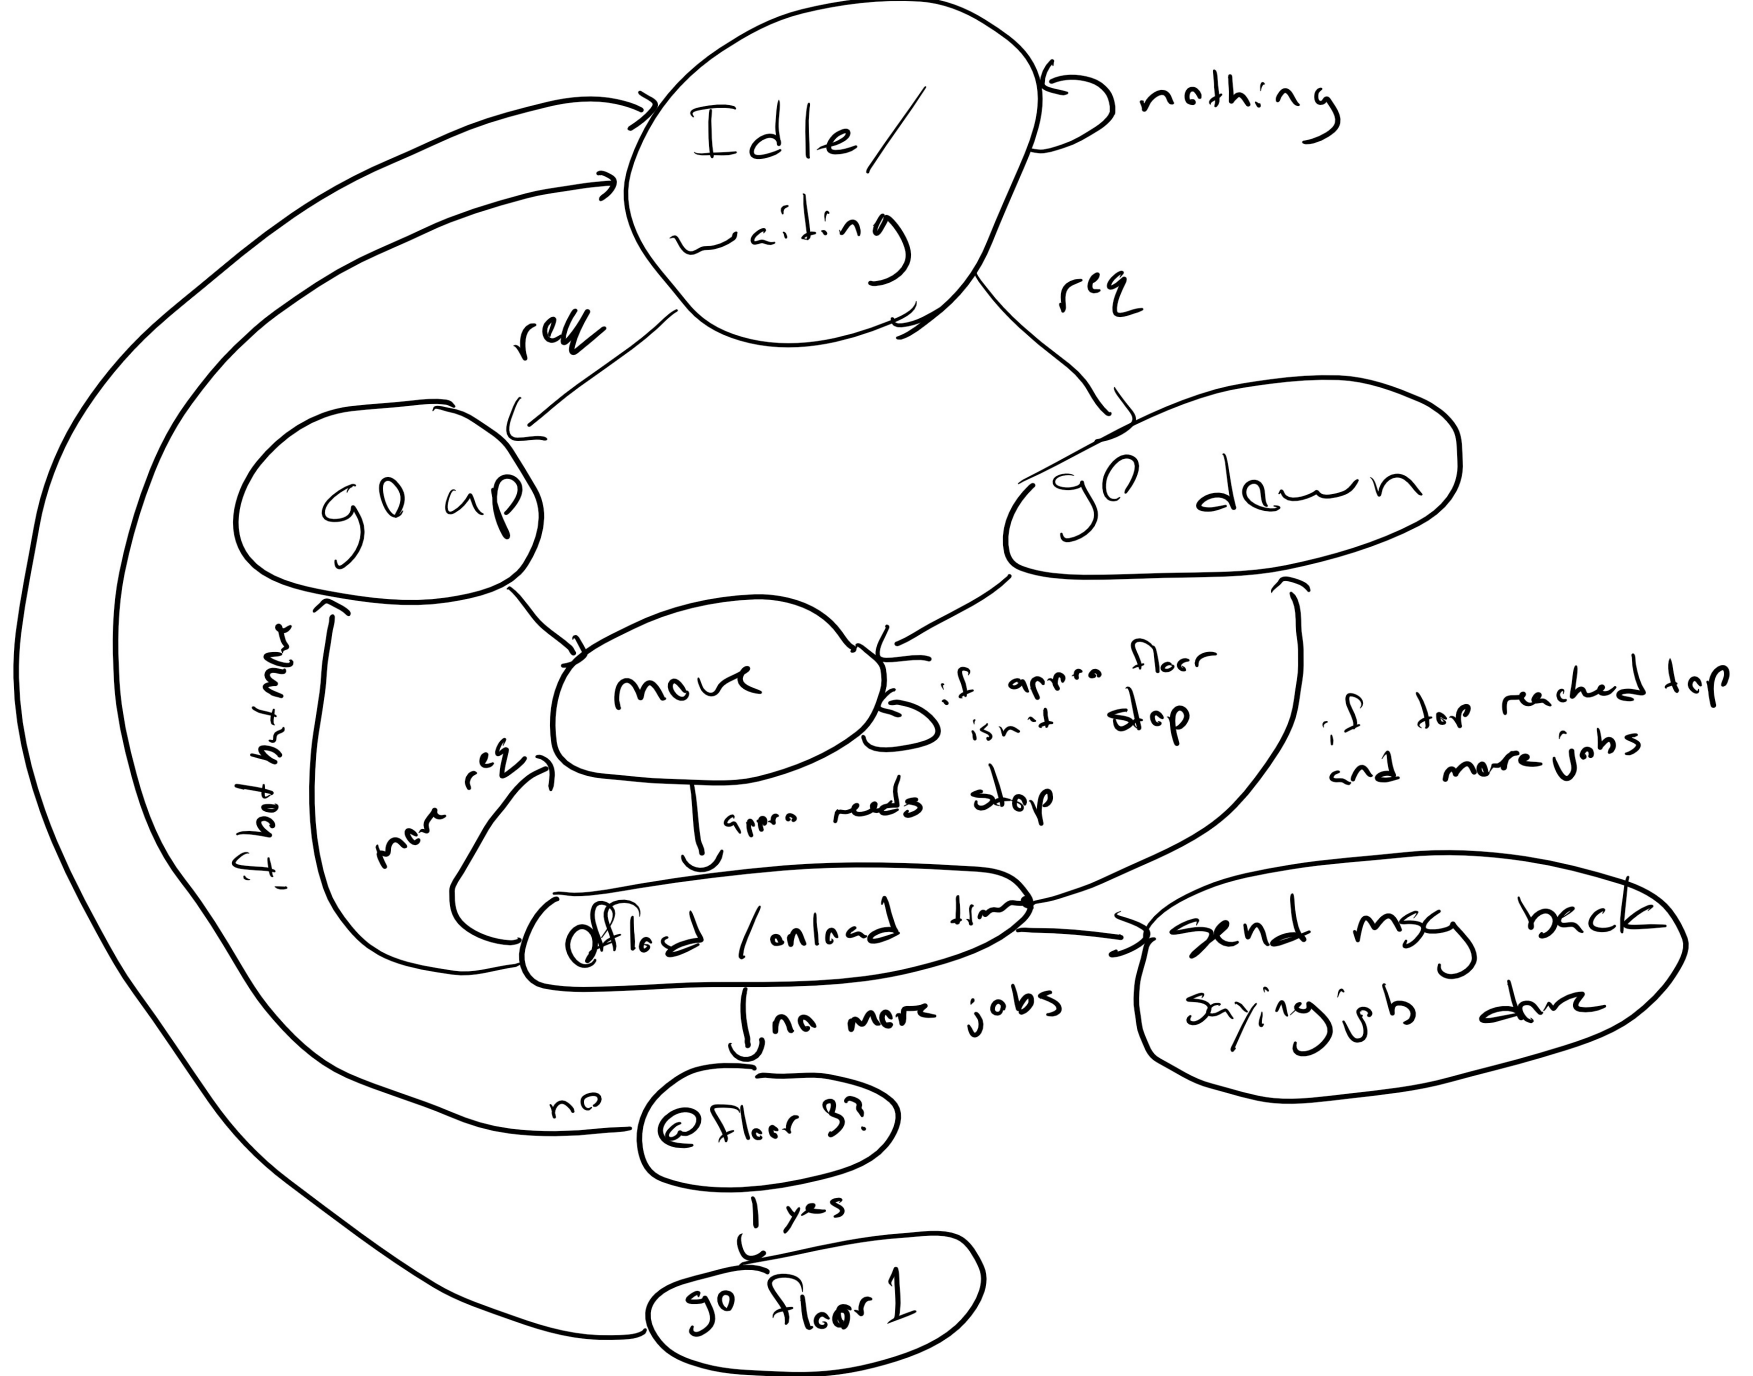 Idle/
waiting
nothing
req
req
go up
go down
move
if appro floor
isn't stop
if top reached top
and more jobs
more req
appro needs stop
if bot but more
offload / onload
send msg back
saying job done
no more jobs
no
@floor 3?
yes
go floor 1